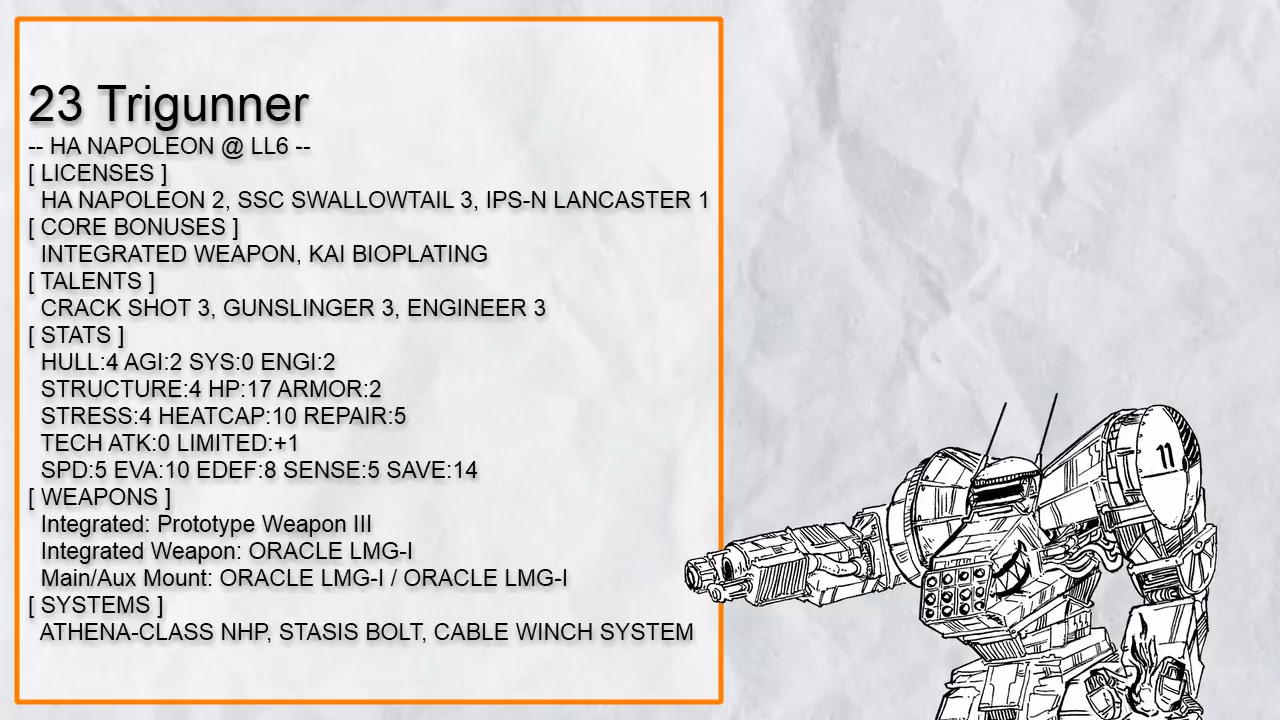 23 Trigunner
-- HA NAPOLEON @ LL6 --
[ LICENSES ]
HA NAPOLEON 2, SSC SWALLOWTAIL 3, IPS-N LANCASTER 1
[ CORE BONUSES ]
INTEGRATED WEAPON, KAI BIOPLATING
[ TALENTS ]
CRACK SHOT 3, GUNSLINGER 3, ENGINEER 3
[ STATS ]
HULL:4 AGI:2 SYS:0 ENGI:2
STRUCTURE:4 HP:17 ARMOR:2
STRESS:4 HEATCAP:10 REPAIR:5
TECH ATK:0 LIMITED:+1
SPD:5 EVA:10 EDEF:8 SENSE:5 SAVE:14
[ WEAPONS ]
Integrated: Prototype Weapon III
Integrated Weapon: ORACLE LMG-I
Main/Aux Mount: ORACLE LMG-I / ORACLE LMG-I
[ SYSTEMS ]
ATHENA-CLASS NHP, STASIS BOLT, CABLE WINCH SYSTEM
11